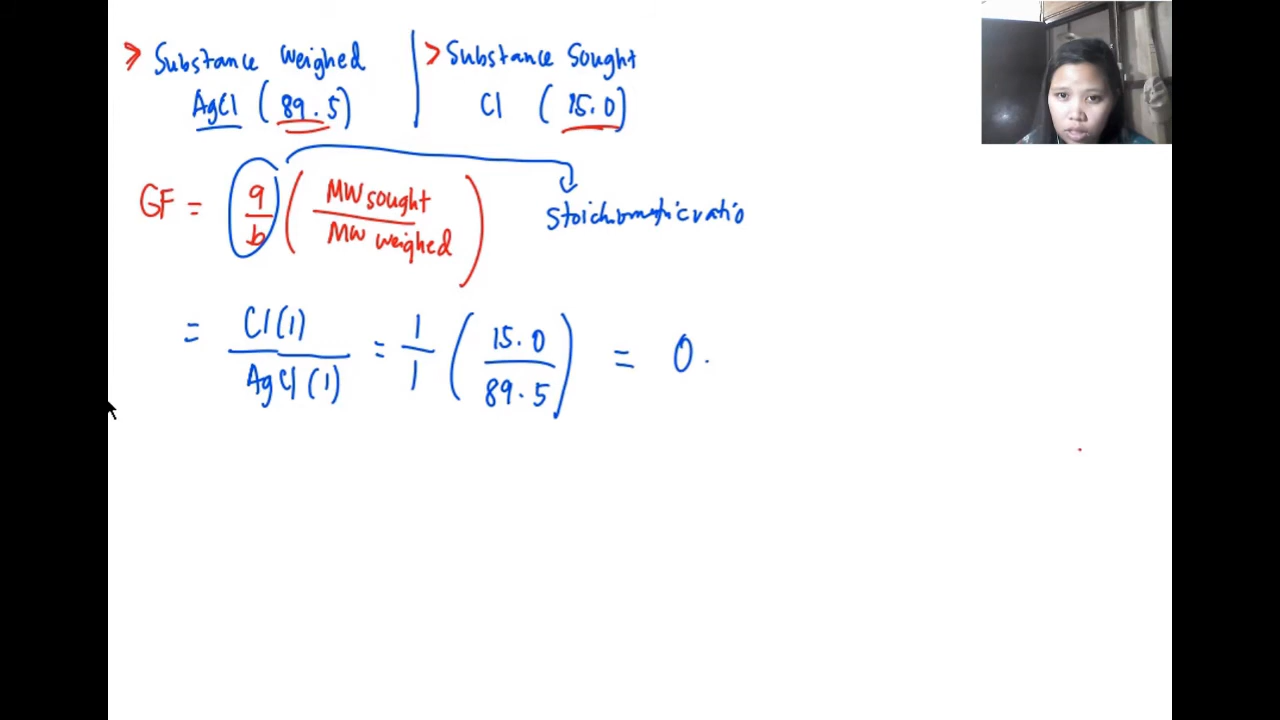 > Substance Weighed | > Substance Sought
AgCl (89.5) Cl (15.0)
GF = a/b (MW sought / MW weighed) Stoichiometric ratio
= Cl(1) / AgCl(1) = 1/1 (15.0 / 89.5) = 0.